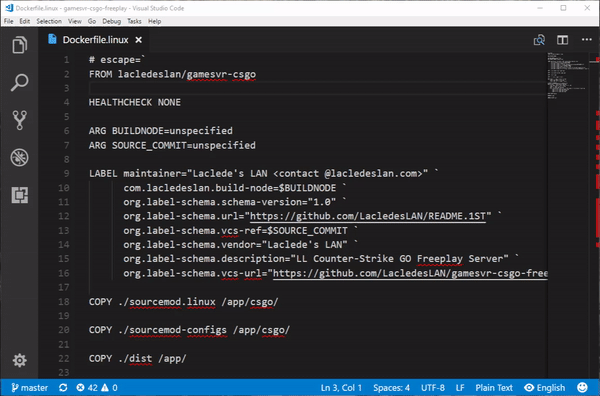 Dockerfile.linux - gamesvr-csgo-freeplay - Visual Studio Code
File Edit Selection View Go Debug Tasks Help
Dockerfile.linux
1 # escape=`
2 FROM lacledeslan/gamesvr-csgo
3
4 HEALTHCHECK NONE
5
6 ARG BUILDNODE=unspecified
7 ARG SOURCE_COMMIT=unspecified
8
9 LABEL maintainer="Laclede's LAN <contact @lacledeslan.com>" `
10 com.lacledeslan.build-node=$BUILDNODE `
11 org.label-schema.schema-version="1.0" `
12 org.label-schema.url="https://github.com/LacledesLAN/README.1ST" `
13 org.label-schema.vcs-ref=$SOURCE_COMMIT `
14 org.label-schema.vendor="Laclede's LAN" `
15 org.label-schema.description="LL Counter-Strike GO Freeplay Server" `
16 org.label-schema.vcs-url="https://github.com/LacledesLAN/gamesvr-csgo-free
17
18 COPY ./sourcemod.linux /app/csgo/
19
20 COPY ./sourcemod-configs /app/csgo/
21
22 COPY ./dist /app/
23
master 42 0 Ln 3, Col 1 Spaces: 4 UTF-8 LF Plain Text English